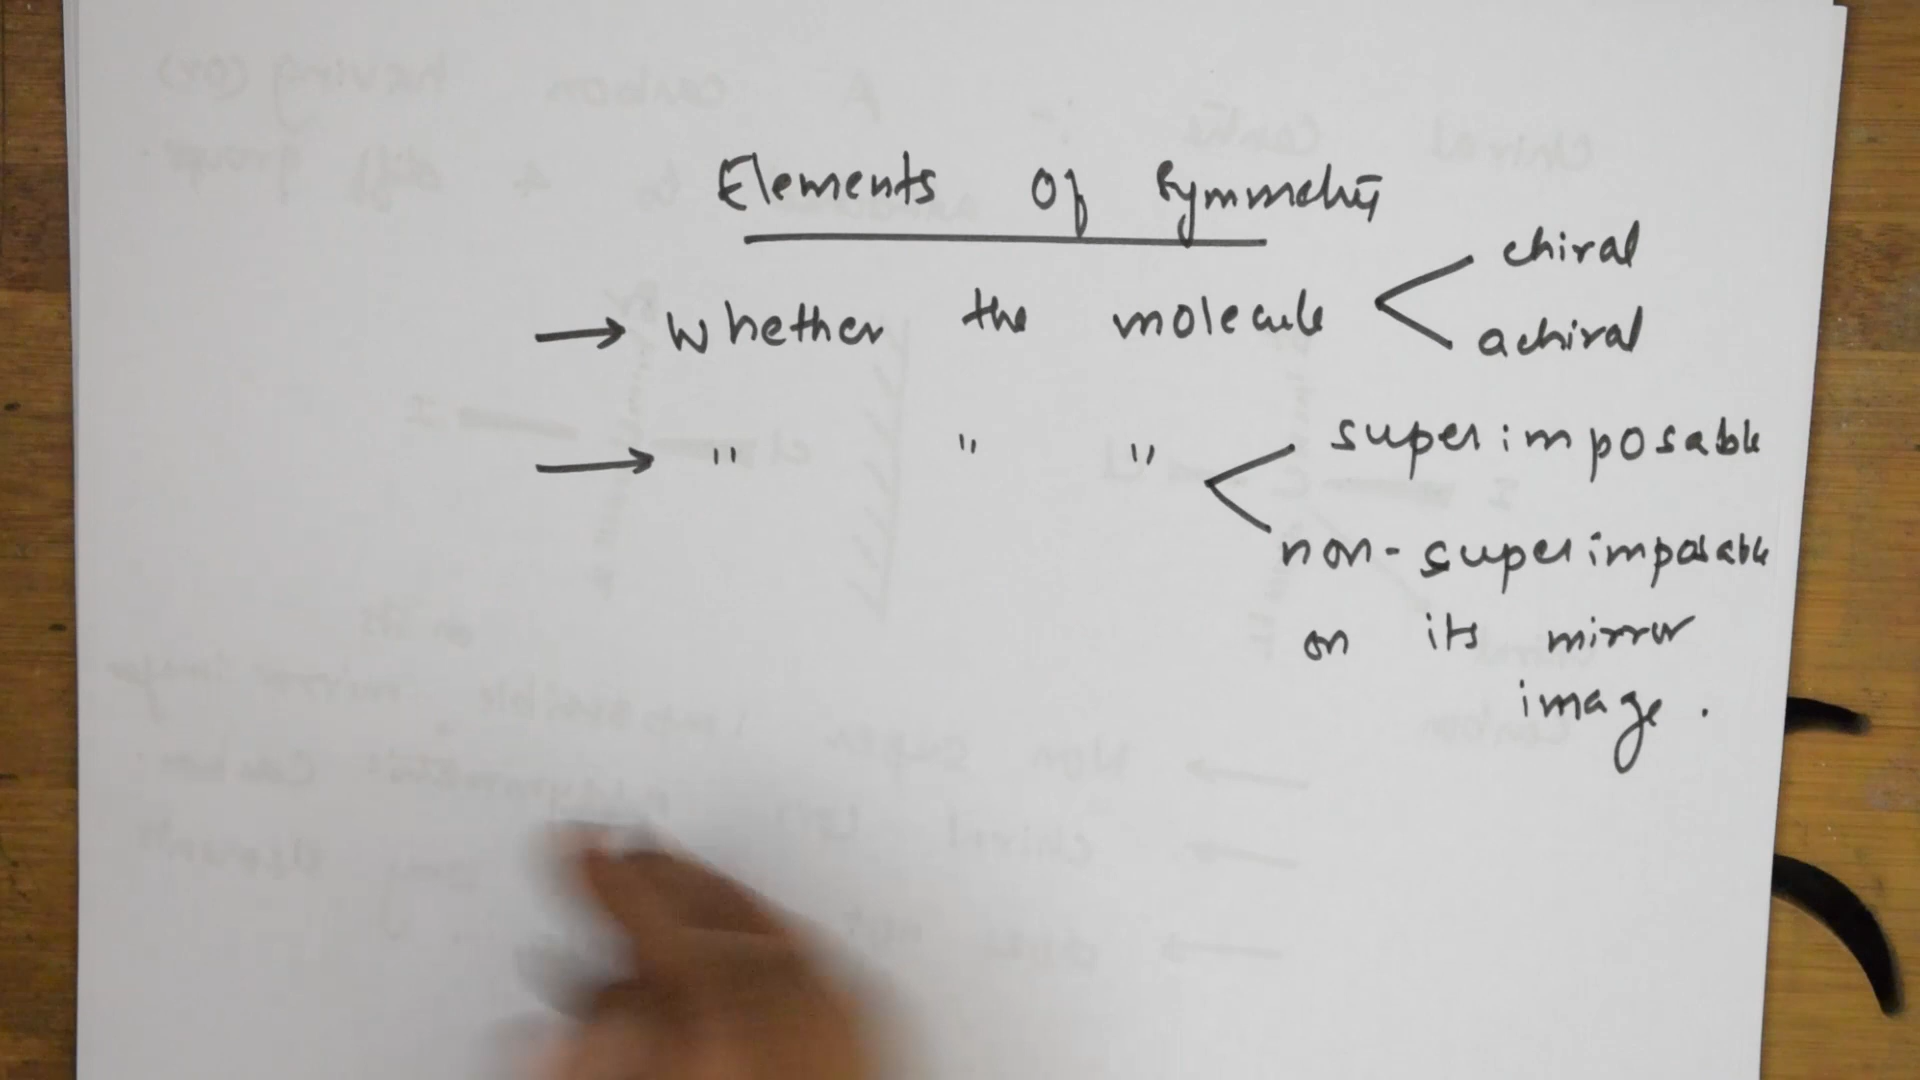 Elements Of Symmetry
→ Whether the molecule < chiral
achiral
→ " " " < superimposable
non-superimposable
on its mirror
image.